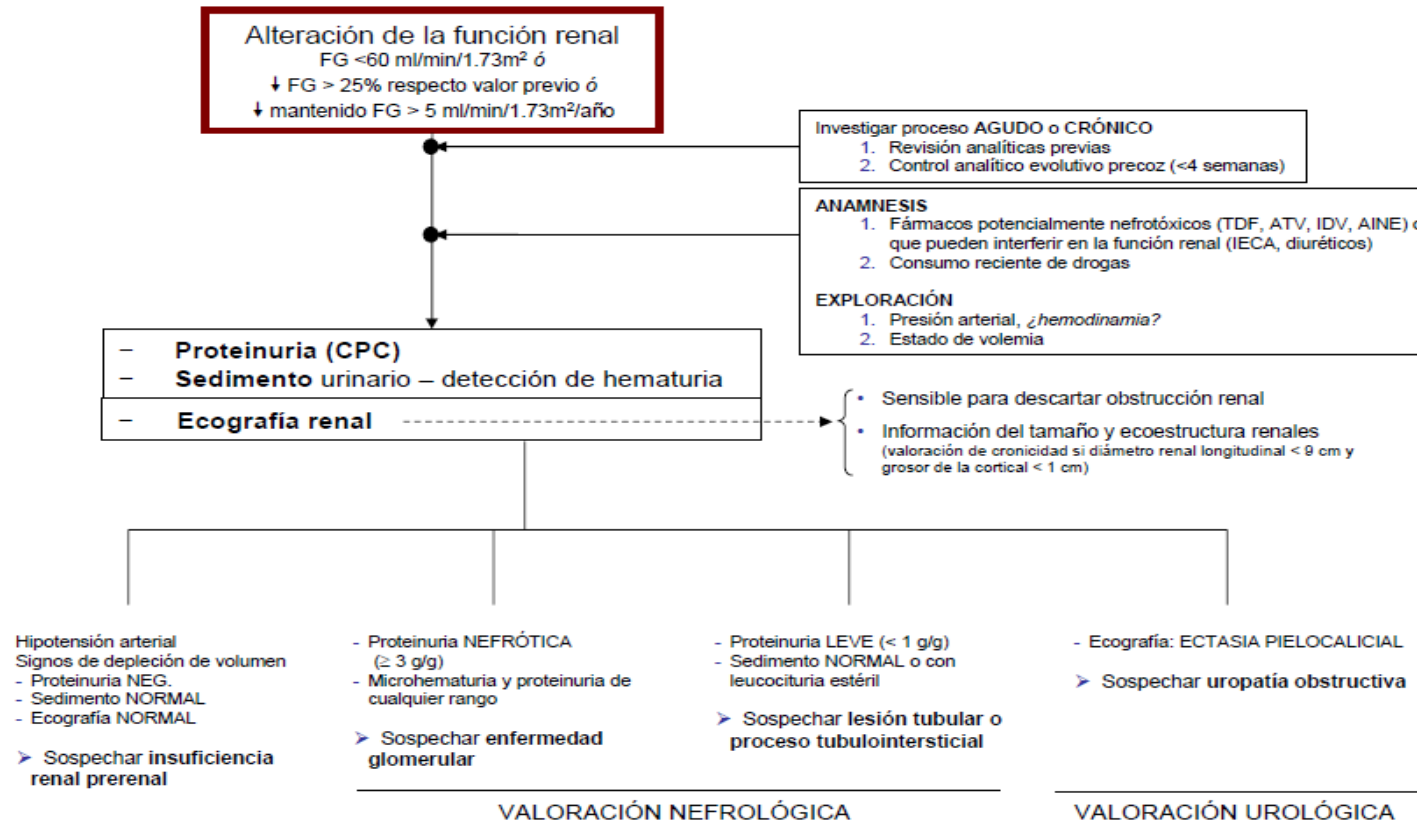 Alteración de la función renal
FG <60 ml/min/1.73m² ó
↓ FG > 25% respecto valor previo ó
↓ mantenido FG > 5 ml/min/1.73m²/año
Investigar proceso AGUDO o CRÓNICO
1. Revisión analíticas previas
2. Control analítico evolutivo precoz (<4 semanas)
ANAMNESIS
1. Fármacos potencialmente nefrotóxicos (TDF, ATV, IDV, AINE)
que pueden interferir en la función renal (IECA, diuréticos)
2. Consumo reciente de drogas
EXPLORACIÓN
1. Presión arterial, ¿hemodinamia?
2. Estado de volemia
– Proteinuria (CPC)
– Sedimento urinario – detección de hematuria
– Ecografía renal
• Sensible para descartar obstrucción renal
• Información del tamaño y ecoestructura renales
(valoración de cronicidad si diámetro renal longitudinal < 9 cm y
grosor de la cortical < 1 cm)
Hipotensión arterial
Signos de depleción de volumen
- Proteinuria NEG.
- Sedimento NORMAL
- Ecografía NORMAL
➢ Sospechar insuficiencia
renal prerenal
- Proteinuria NEFRÓTICA
(≥ 3 g/g)
- Microhematuria y proteinuria de
cualquier rango
➢ Sospechar enfermedad
glomerular
- Proteinuria LEVE (< 1 g/g)
- Sedimento NORMAL o con
leucocituria estéril
➢ Sospechar lesión tubular o
proceso tubulointersticial
- Ecografía: ECTASIA PIELOCALICIAL
➢ Sospechar uropatía obstructiva
VALORACIÓN NEFROLÓGICA
VALORACIÓN UROLÓGICA